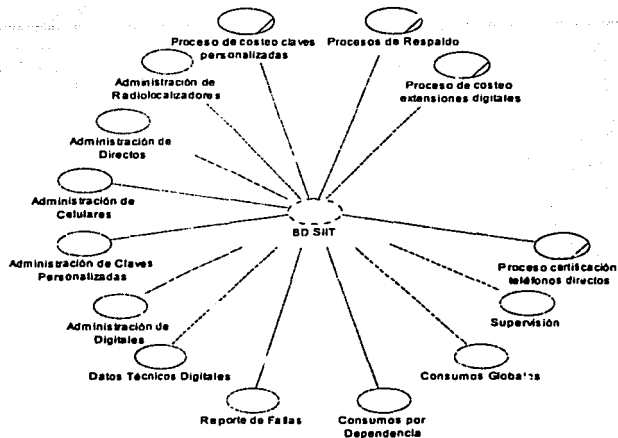 Proceso de costeo claves
personalizadas
Procesos de Respaldo
Administración de
Radiolocalizadores
Proceso de costeo
extensiones digitales
Administración de
Directos
Administración de
Celulares
BD SIIT
Administración de Claves
Personalizadas
Proceso certificación
teléfonos directos
Administración de
Digitales
Supervisión
Datos Técnicos Digitales
Consumos Globales
Reporte de Fallas
Consumos por
Dependencia